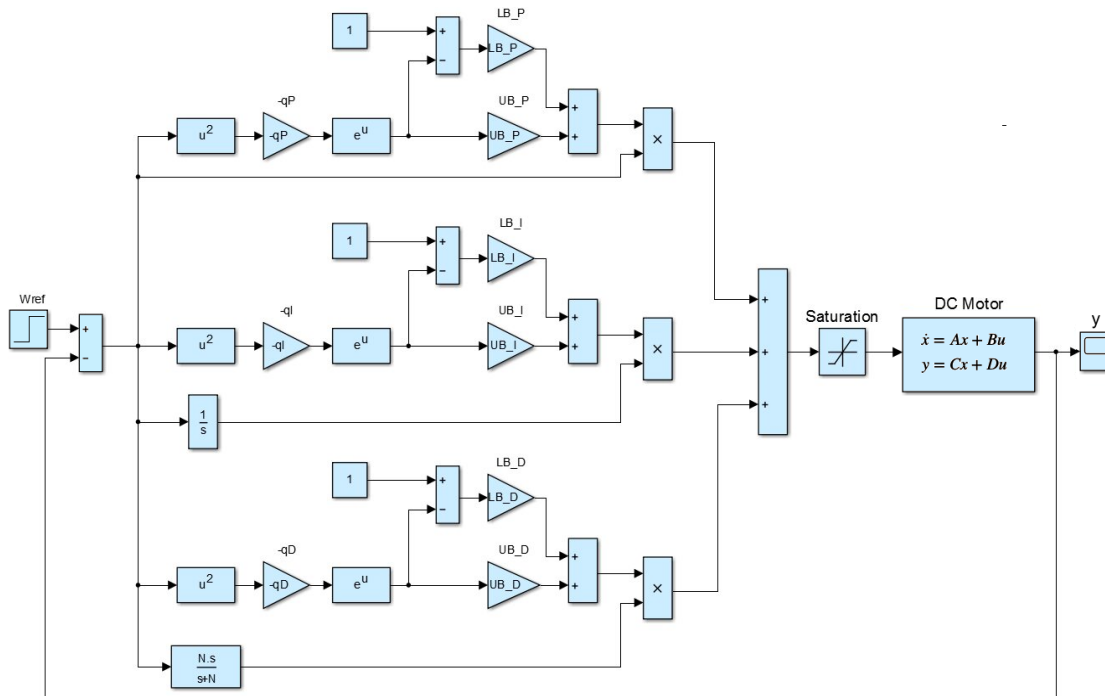 LB_P
1
+
−
LB_P
-qP
UB_P
u2
-qP
eu
UB_P
+
+
×
LB_I
1
+
−
LB_I
Wref
-qI
UB_I
+
−
u2
-qI
eu
UB_I
+
+
×
1
s
+
+
+
Saturation
DC Motor
ẋ = Ax + Bu
y = Cx + Du
y
LB_D
1
+
−
LB_D
-qD
UB_D
u2
-qD
eu
UB_D
+
+
×
N.s
s+N